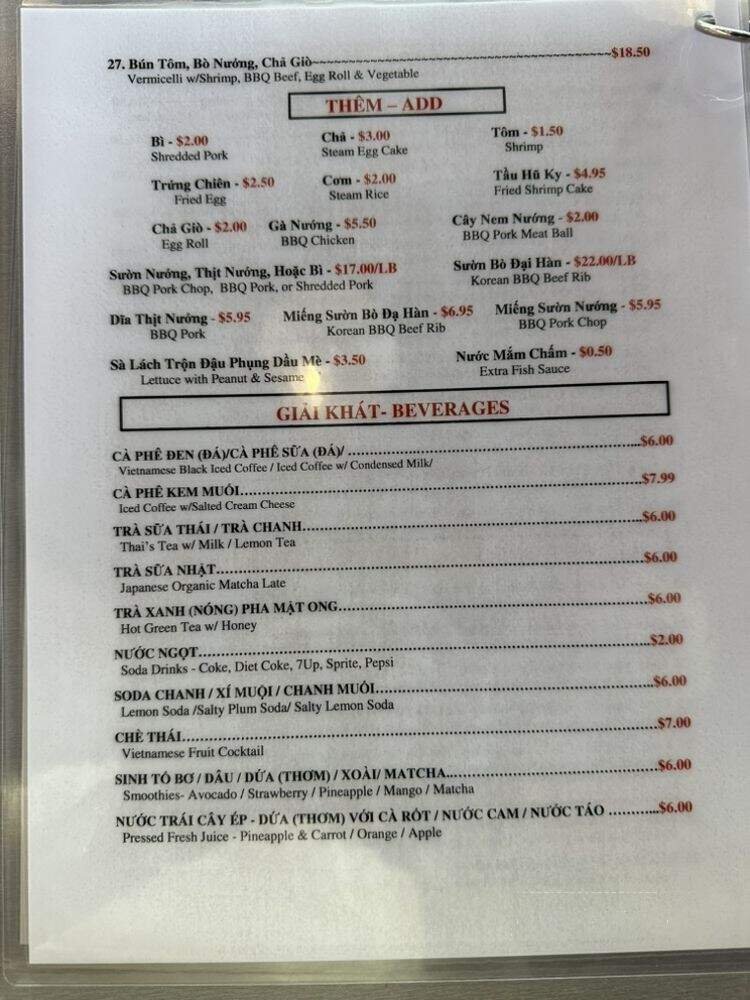 27. Bún Tôm, Bò Nướng, Chả Giò~~~~~~~~~~~~~~~~~~~~~~~~~~~~~~~~~~~~~~~~$18.50
Vermicelli w/Shrimp, BBQ Beef, Egg Roll & Vegetable
THÊM – ADD
Bì - $2.00 Chả - $3.00 Tôm - $1.50
Shredded Pork Steam Egg Cake Shrimp
Trứng Chiên - $2.50 Cơm - $2.00 Tầu Hũ Ky - $4.95
Fried Egg Steam Rice Fried Shrimp Cake
Chả Giò - $2.00 Gà Nướng - $5.50 Cây Nem Nướng - $2.00
Egg Roll BBQ Chicken BBQ Pork Meat Ball
Sườn Nướng, Thịt Nướng, Hoặc Bì - $17.00/LB Sườn Bò Đại Hàn - $22.00/LB
BBQ Pork Chop, BBQ Pork, or Shredded Pork Korean BBQ Beef Rib
Dĩa Thịt Nướng - $5.95 Miếng Sườn Bò Đạ Hàn - $6.95 Miếng Sườn Nướng - $5.95
BBQ Pork Korean BBQ Beef Rib BBQ Pork Chop
Sà Lách Trộn Đậu Phụng Dầu Mè - $3.50 Nước Mắm Chấm - $0.50
Lettuce with Peanut & Sesame Extra Fish Sauce
GIẢI KHÁT- BEVERAGES
CÀ PHÊ ĐEN (ĐÁ)/CÀ PHÊ SỮA (ĐÁ)/ ................................................$6.00
Vietnamese Black Iced Coffee / Iced Coffee w/ Condensed Milk/
CÀ PHÊ KEM MUỐI................................................................$7.99
Iced Coffee w/Salted Cream Cheese
TRÀ SỮA THÁI / TRÀ CHANH........................................................$6.00
Thai's Tea w/ Milk / Lemon Tea
TRÀ SỮA NHẬT....................................................................$6.00
Japanese Organic Matcha Late
TRÀ XANH (NÓNG) PHA MẬT ONG....................................................$6.00
Hot Green Tea w/ Honey
NƯỚC NGỌT.......................................................................$2.00
Soda Drinks - Coke, Diet Coke, 7Up, Sprite, Pepsi
SODA CHANH / XÍ MUỘI / CHANH MUỐI..............................................$6.00
Lemon Soda /Salty Plum Soda/ Salty Lemon Soda
CHÈ THÁI........................................................................$7.00
Vietnamese Fruit Cocktail
SINH TỐ BƠ / DÂU / DỨA (THƠM) / XOÀI/ MATCHA...................................$6.00
Smoothies- Avocado / Strawberry / Pineapple / Mango / Matcha
NƯỚC TRÁI CÂY ÉP - DỨA (THƠM) VỚI CÀ RỐT / NƯỚC CAM / NƯỚC TÁO ...........$6.00
Pressed Fresh Juice - Pineapple & Carrot / Orange / Apple